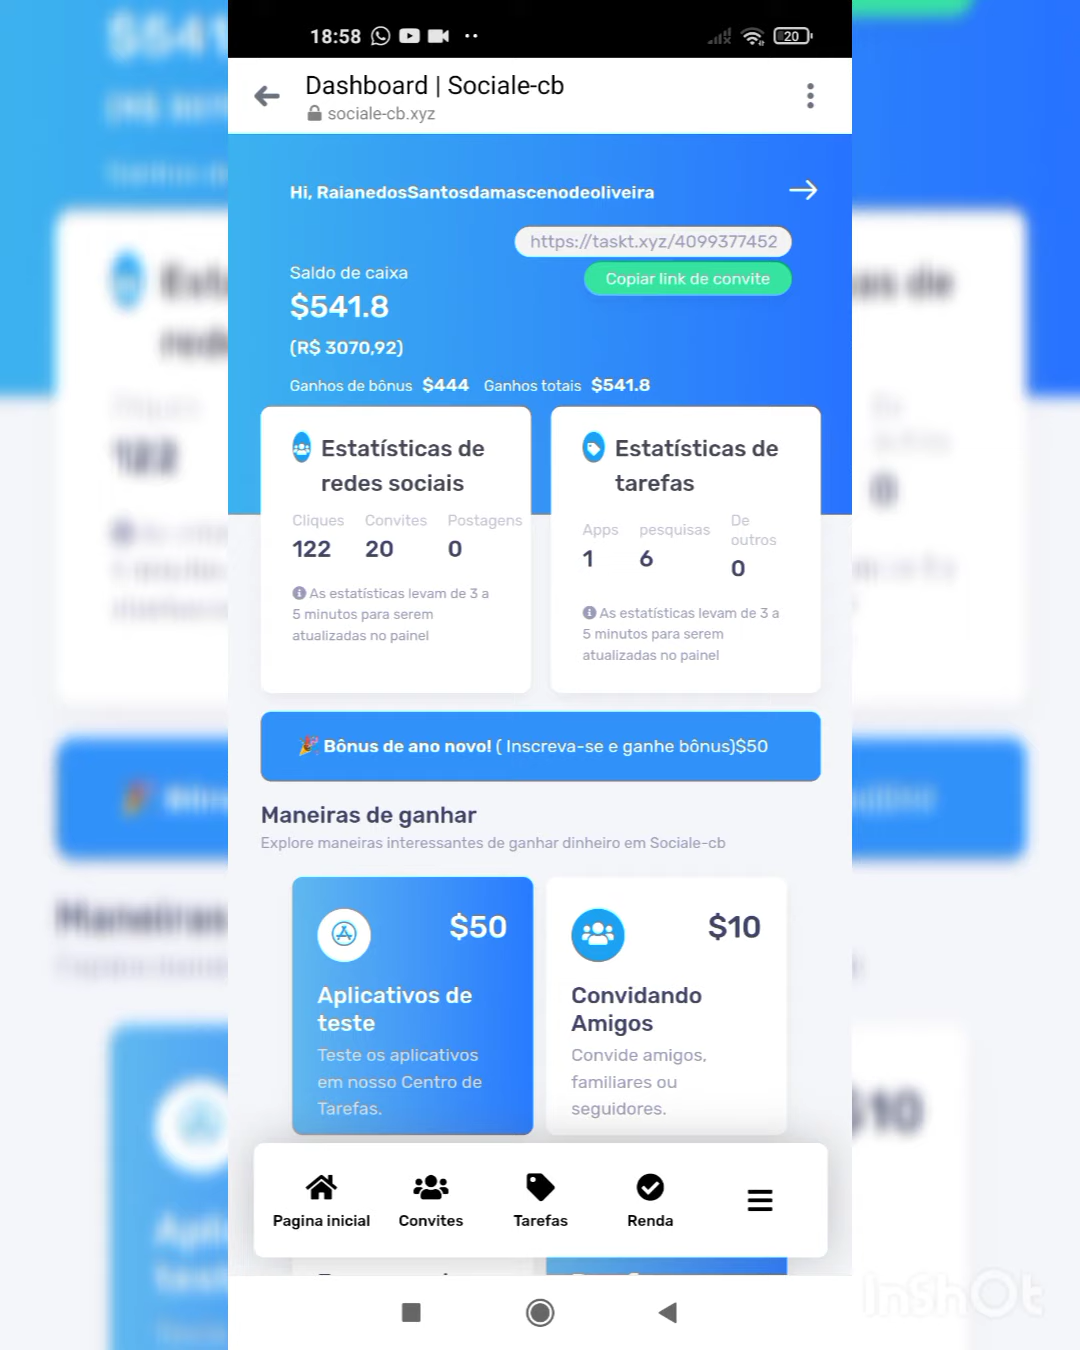 18:58
20
Dashboard | Sociale-cb
sociale-cb.xyz
Hi, RaianedosSantosdamascenodeoliveira
https://taskt.xyz/4099377452
Copiar link de convite
Saldo de caixa
$541.8
(R$ 3070,92)
Ganhos de bônus $444 Ganhos totais $541.8
Estatísticas de
redes sociais
Cliques Convites Postagens
122 20 0
As estatísticas levam de 3 a
5 minutos para serem
atualizadas no painel
Estatísticas de
tarefas
Apps pesquisas De
outros
1 6 0
As estatísticas levam de 3 a
5 minutos para serem
atualizadas no painel
🎉 Bônus de ano novo! ( Inscreva-se e ganhe bônus)$50
Maneiras de ganhar
Explore maneiras interessantes de ganhar dinheiro em Sociale-cb
$50
Aplicativos de
teste
Teste os aplicativos
em nosso Centro de
Tarefas.
$10
Convidando
Amigos
Convide amigos,
familiares ou
seguidores.
Pagina inicial Convites Tarefas Renda
InShOt